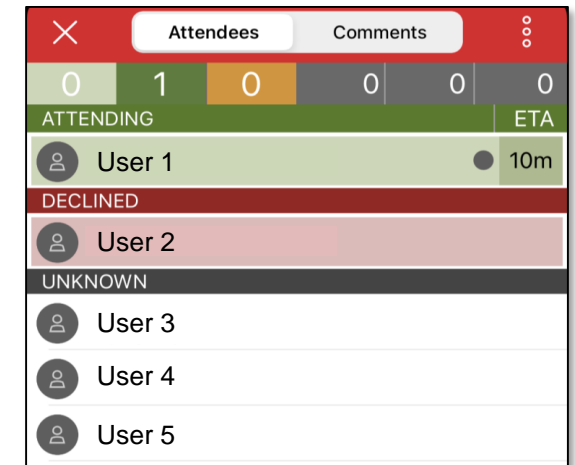 Attendees Comments
0 1 0 0 0 0
ATTENDING ETA
User 1 10m
DECLINED
User 2
UNKNOWN
User 3
User 4
User 5